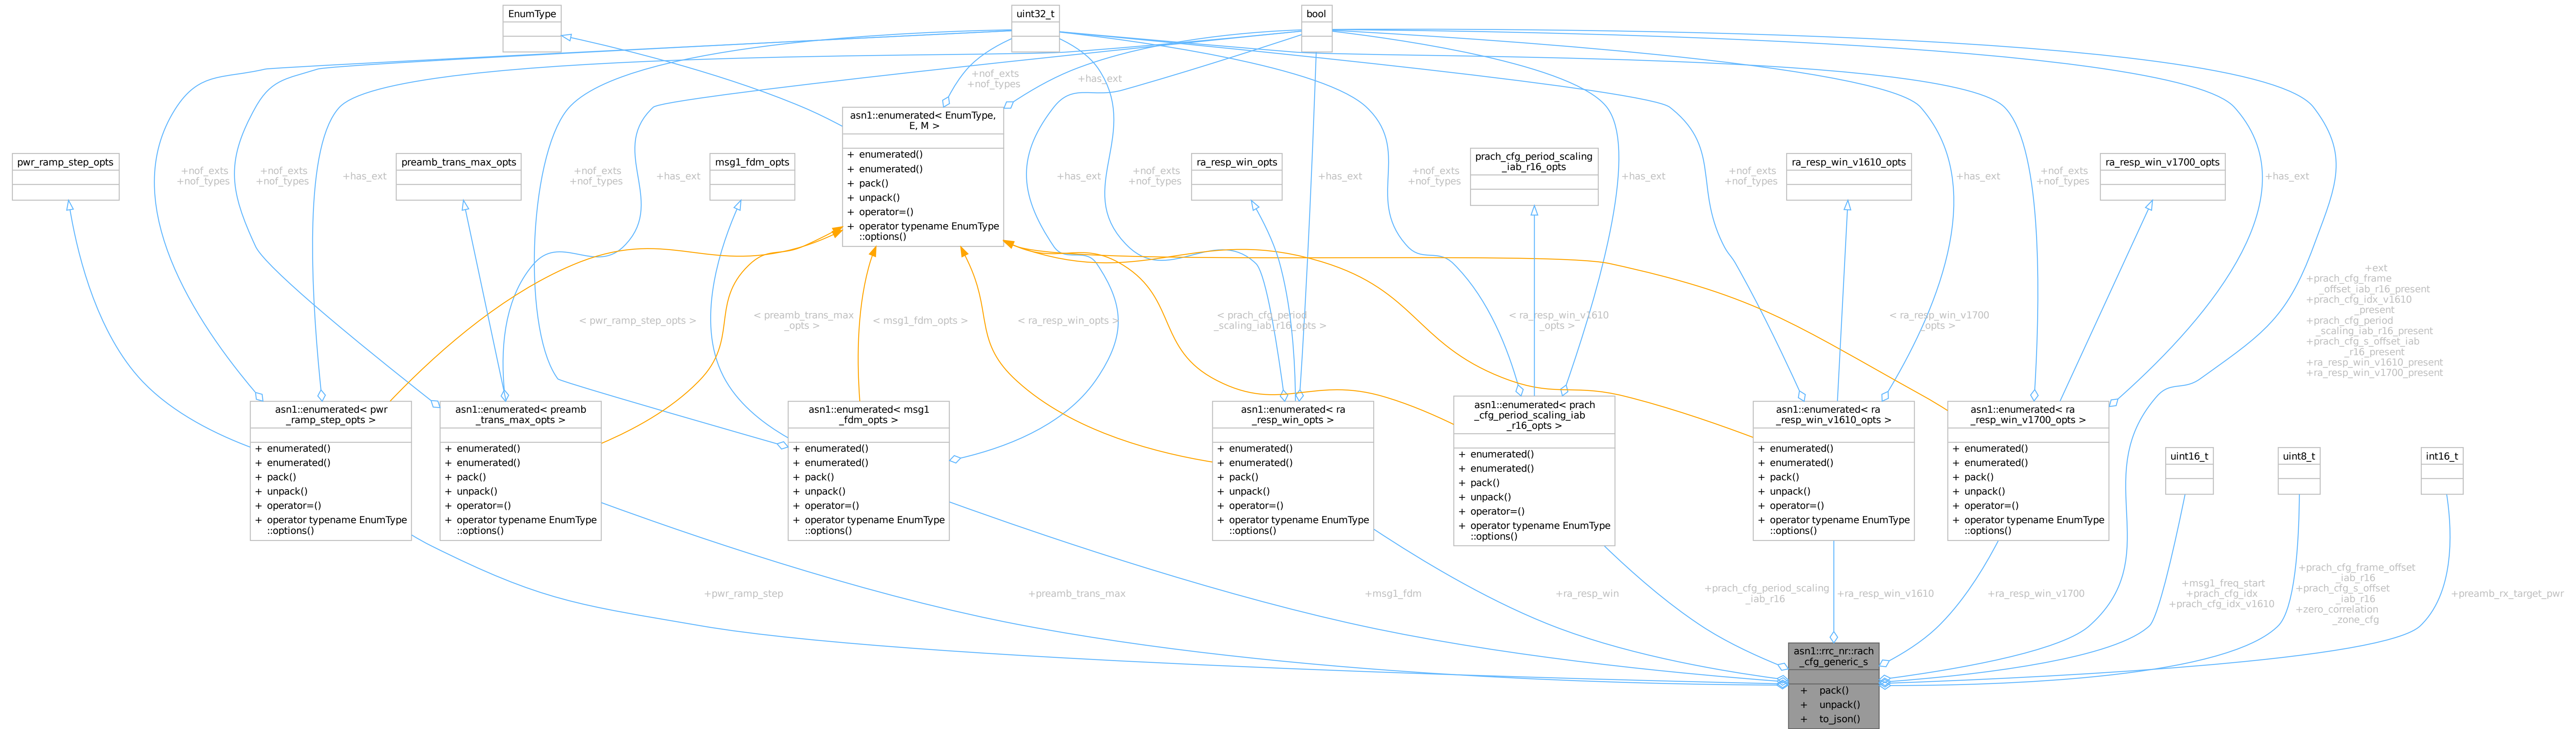 EnumType
uint32_t
bool
+nof_exts
+nof_types
+has_ext
asn1::enumerated< EnumType,
E, M >
+ enumerated()
+ enumerated()
+ pack()
+ unpack()
+ operator=()
+ operator typename EnumType
::options()
pwr_ramp_step_opts
+nof_exts
+nof_types
+nof_exts
+nof_types
+has_ext
preamb_trans_max_opts
+nof_exts
+nof_types
+has_ext
msg1_fdm_opts
+has_ext
+nof_exts
+nof_types
ra_resp_win_opts
+has_ext
+nof_exts
+nof_types
prach_cfg_period_scaling
_iab_r16_opts
+has_ext
+nof_exts
+nof_types
ra_resp_win_v1610_opts
+has_ext
+nof_exts
+nof_types
ra_resp_win_v1700_opts
+has_ext
< pwr_ramp_step_opts >
< preamb_trans_max
_opts >
< msg1_fdm_opts >
< ra_resp_win_opts >
< prach_cfg_period
_scaling_iab_r16_opts >
< ra_resp_win_v1610
_opts >
< ra_resp_win_v1700
_opts >
+ext
+prach_cfg_frame
_offset_iab_r16_present
+prach_cfg_idx_v1610
_present
+prach_cfg_period
_scaling_iab_r16_present
+prach_cfg_s_offset_iab
_r16_present
+ra_resp_win_v1610_present
+ra_resp_win_v1700_present
asn1::enumerated< pwr
_ramp_step_opts >
+ enumerated()
+ enumerated()
+ pack()
+ unpack()
+ operator=()
+ operator typename EnumType
::options()
asn1::enumerated< preamb
_trans_max_opts >
+ enumerated()
+ enumerated()
+ pack()
+ unpack()
+ operator=()
+ operator typename EnumType
::options()
asn1::enumerated< msg1
_fdm_opts >
+ enumerated()
+ enumerated()
+ pack()
+ unpack()
+ operator=()
+ operator typename EnumType
::options()
asn1::enumerated< ra
_resp_win_opts >
+ enumerated()
+ enumerated()
+ pack()
+ unpack()
+ operator=()
+ operator typename EnumType
::options()
asn1::enumerated< prach
_cfg_period_scaling_iab
_r16_opts >
+ enumerated()
+ enumerated()
+ pack()
+ unpack()
+ operator=()
+ operator typename EnumType
::options()
asn1::enumerated< ra
_resp_win_v1610_opts >
+ enumerated()
+ enumerated()
+ pack()
+ unpack()
+ operator=()
+ operator typename EnumType
::options()
asn1::enumerated< ra
_resp_win_v1700_opts >
+ enumerated()
+ enumerated()
+ pack()
+ unpack()
+ operator=()
+ operator typename EnumType
::options()
uint16_t
uint8_t
int16_t
+pwr_ramp_step
+preamb_trans_max
+msg1_fdm
+ra_resp_win
+prach_cfg_period_scaling
_iab_r16
+ra_resp_win_v1610
+ra_resp_win_v1700
+msg1_freq_start
+prach_cfg_idx
+prach_cfg_idx_v1610
+prach_cfg_frame_offset
_iab_r16
+prach_cfg_s_offset
_iab_r16
+zero_correlation
_zone_cfg
+preamb_rx_target_pwr
asn1::rrc_nr::rach
_cfg_generic_s
+ pack()
+ unpack()
+ to_json()